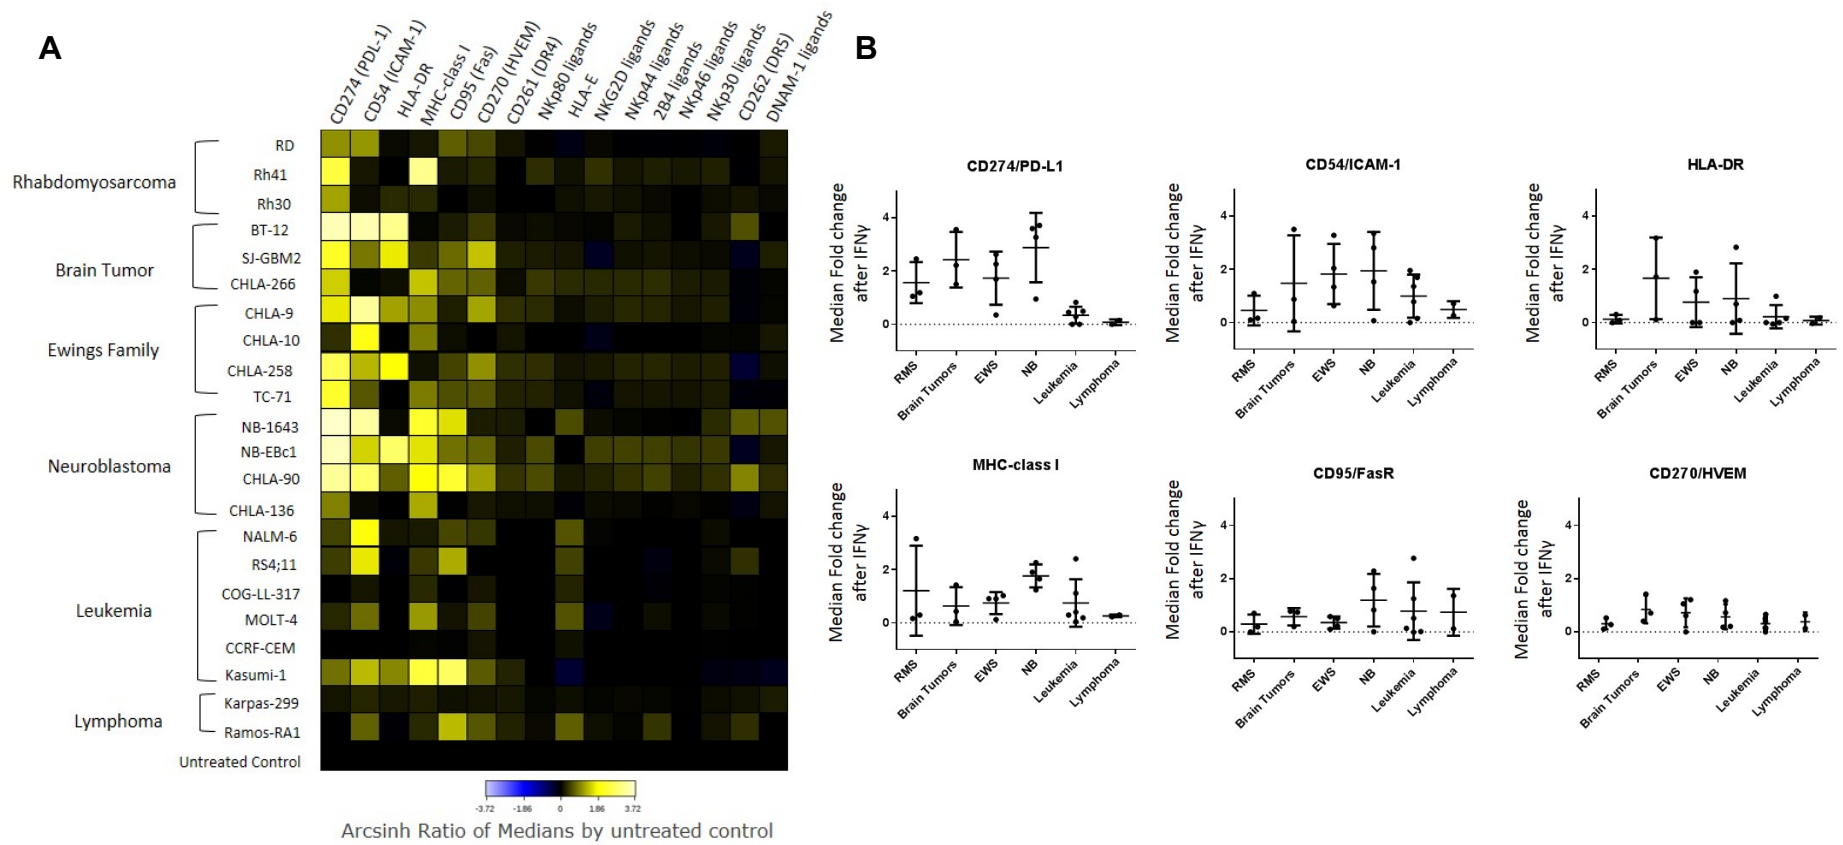 A
CD274 (PDL-1)
CD54 (ICAM-1)
HLA-DR
MHC-class I
CD95 (Fas)
CD270 (HVEM)
CD261 (DR4)
NKp80 ligands
HLA-E
NKG2D ligands
NKp44 ligands
2B4 ligands
NKp46 ligands
NKp30 ligands
CD262 (DR5)
DNAM-1 ligands
Rhabdomyosarcoma
RD
Rh41
Rh30
Brain Tumor
BT-12
SJ-GBM2
CHLA-266
Ewings Family
CHLA-9
CHLA-10
CHLA-258
TC-71
Neuroblastoma
NB-1643
NB-EBc1
CHLA-90
CHLA-136
Leukemia
NALM-6
RS4;11
COG-LL-317
MOLT-4
CCRF-CEM
Kasumi-1
Lymphoma
Karpas-299
Ramos-RA1
Untreated Control
-3.72 -1.86 0 1.86 3.72
Arcsinh Ratio of Medians by untreated control
B
CD274/PD-L1
Median Fold change
after IFNγ
4
2
0
RMS
Brain Tumors
EWS
NB
Leukemia
Lymphoma
CD54/ICAM-1
Median Fold change
after IFNγ
4
2
0
RMS
Brain Tumors
EWS
NB
Leukemia
Lymphoma
HLA-DR
Median Fold change
after IFNγ
4
2
0
RMS
Brain Tumors
EWS
NB
Leukemia
Lymphoma
MHC-class I
Median Fold change
after IFNγ
4
2
0
RMS
Brain Tumors
EWS
NB
Leukemia
Lymphoma
CD95/FasR
Median Fold change
after IFNγ
4
2
0
RMS
Brain Tumors
EWS
NB
Leukemia
Lymphoma
CD270/HVEM
Median Fold change
after IFNγ
4
2
0
RMS
Brain Tumors
EWS
NB
Leukemia
Lymphoma